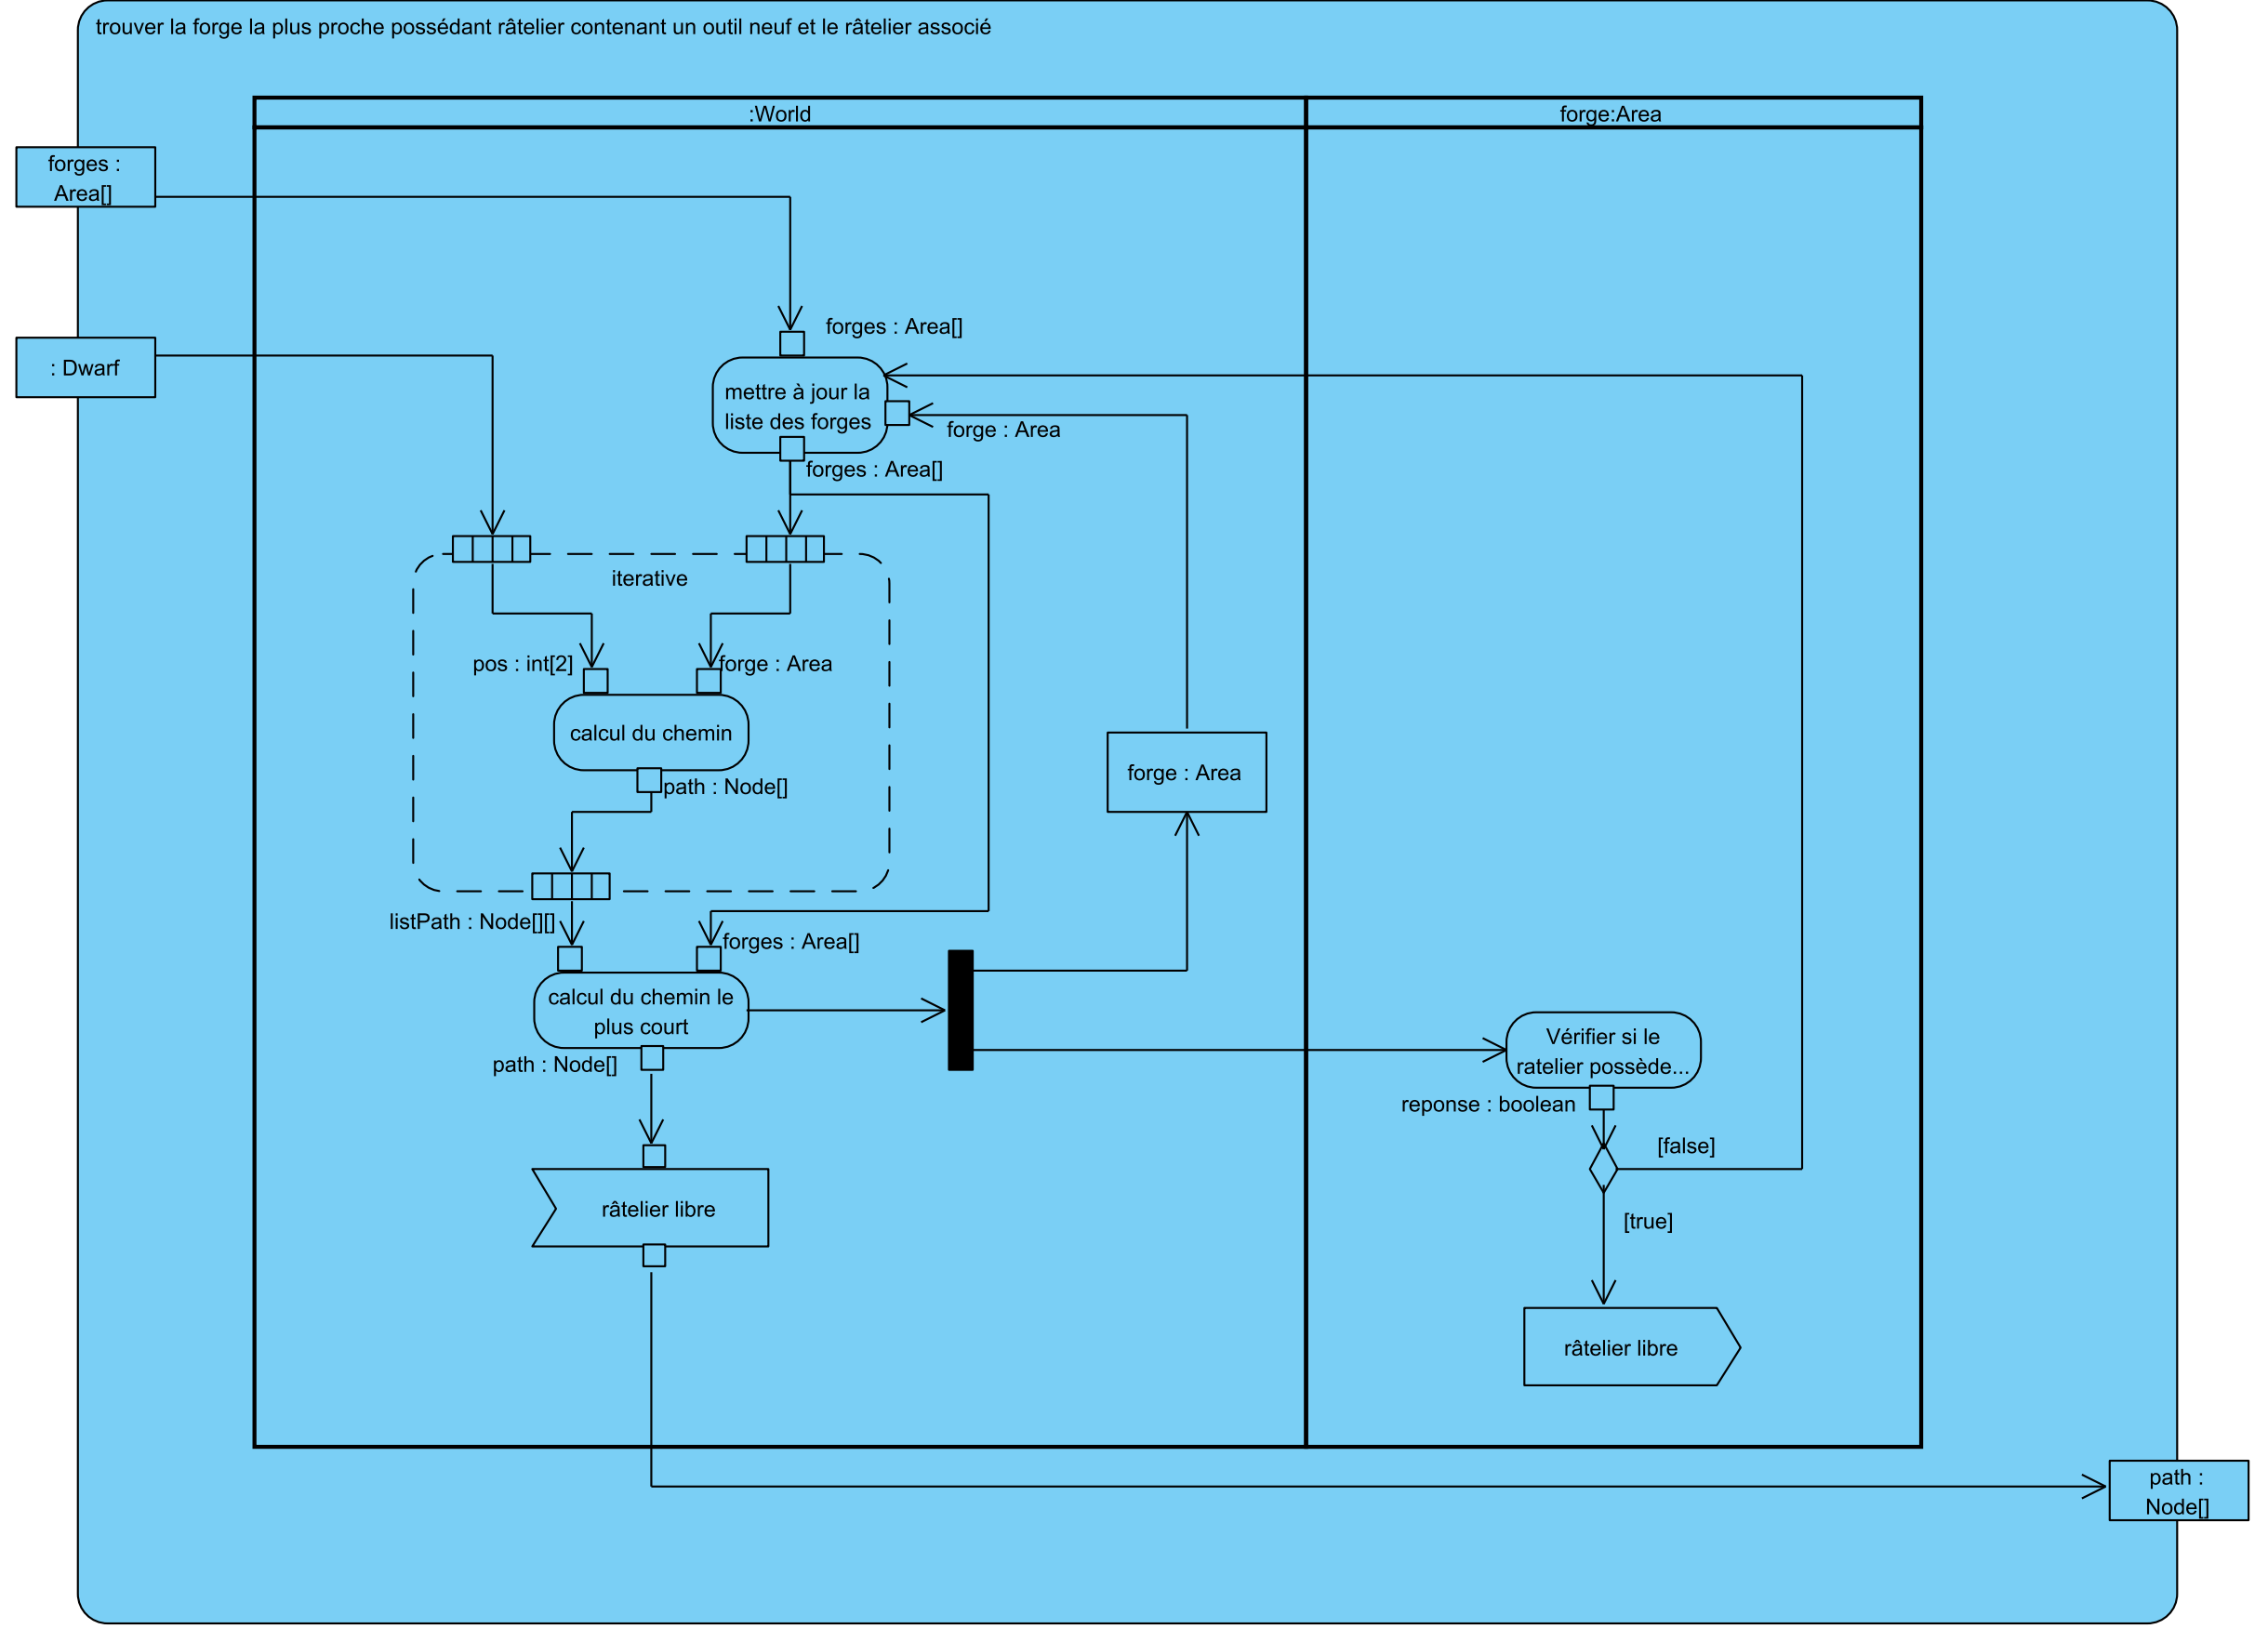 trouver la forge la plus proche possédant râtelier contenant un outil neuf et le râtelier associé
:World
forge:Area
forges :
Area[]
forges : Area[]
: Dwarf
mettre à jour la
liste des forges
forge : Area
forges : Area[]
iterative
pos : int[2]
forge : Area
calcul du chemin
forge : Area
path : Node[]
listPath : Node[][]
forges : Area[]
calcul du chemin le
plus court
Vérifier si le
ratelier possède...
path : Node[]
reponse : boolean
[false]
râtelier libre
[true]
râtelier libre
path :
Node[]